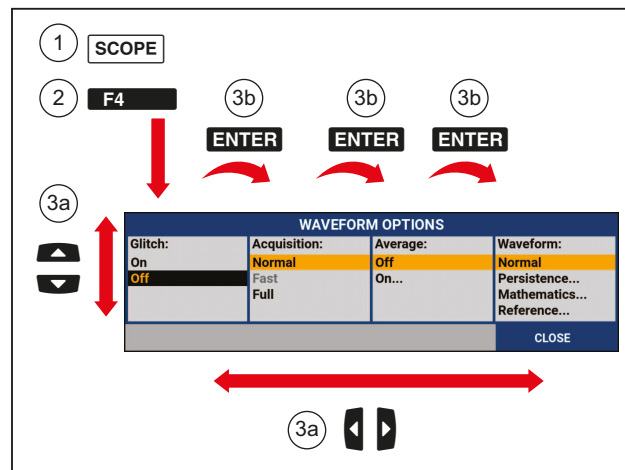 1 SCOPE
2 F4 3b 3b 3b
ENTER ENTER ENTER
3a
WAVEFORM OPTIONS
Glitch: Acquisition: Average: Waveform:
On Normal Off Normal
Off Fast On... Persistence...
Full Mathematics...
Reference...
CLOSE
3a